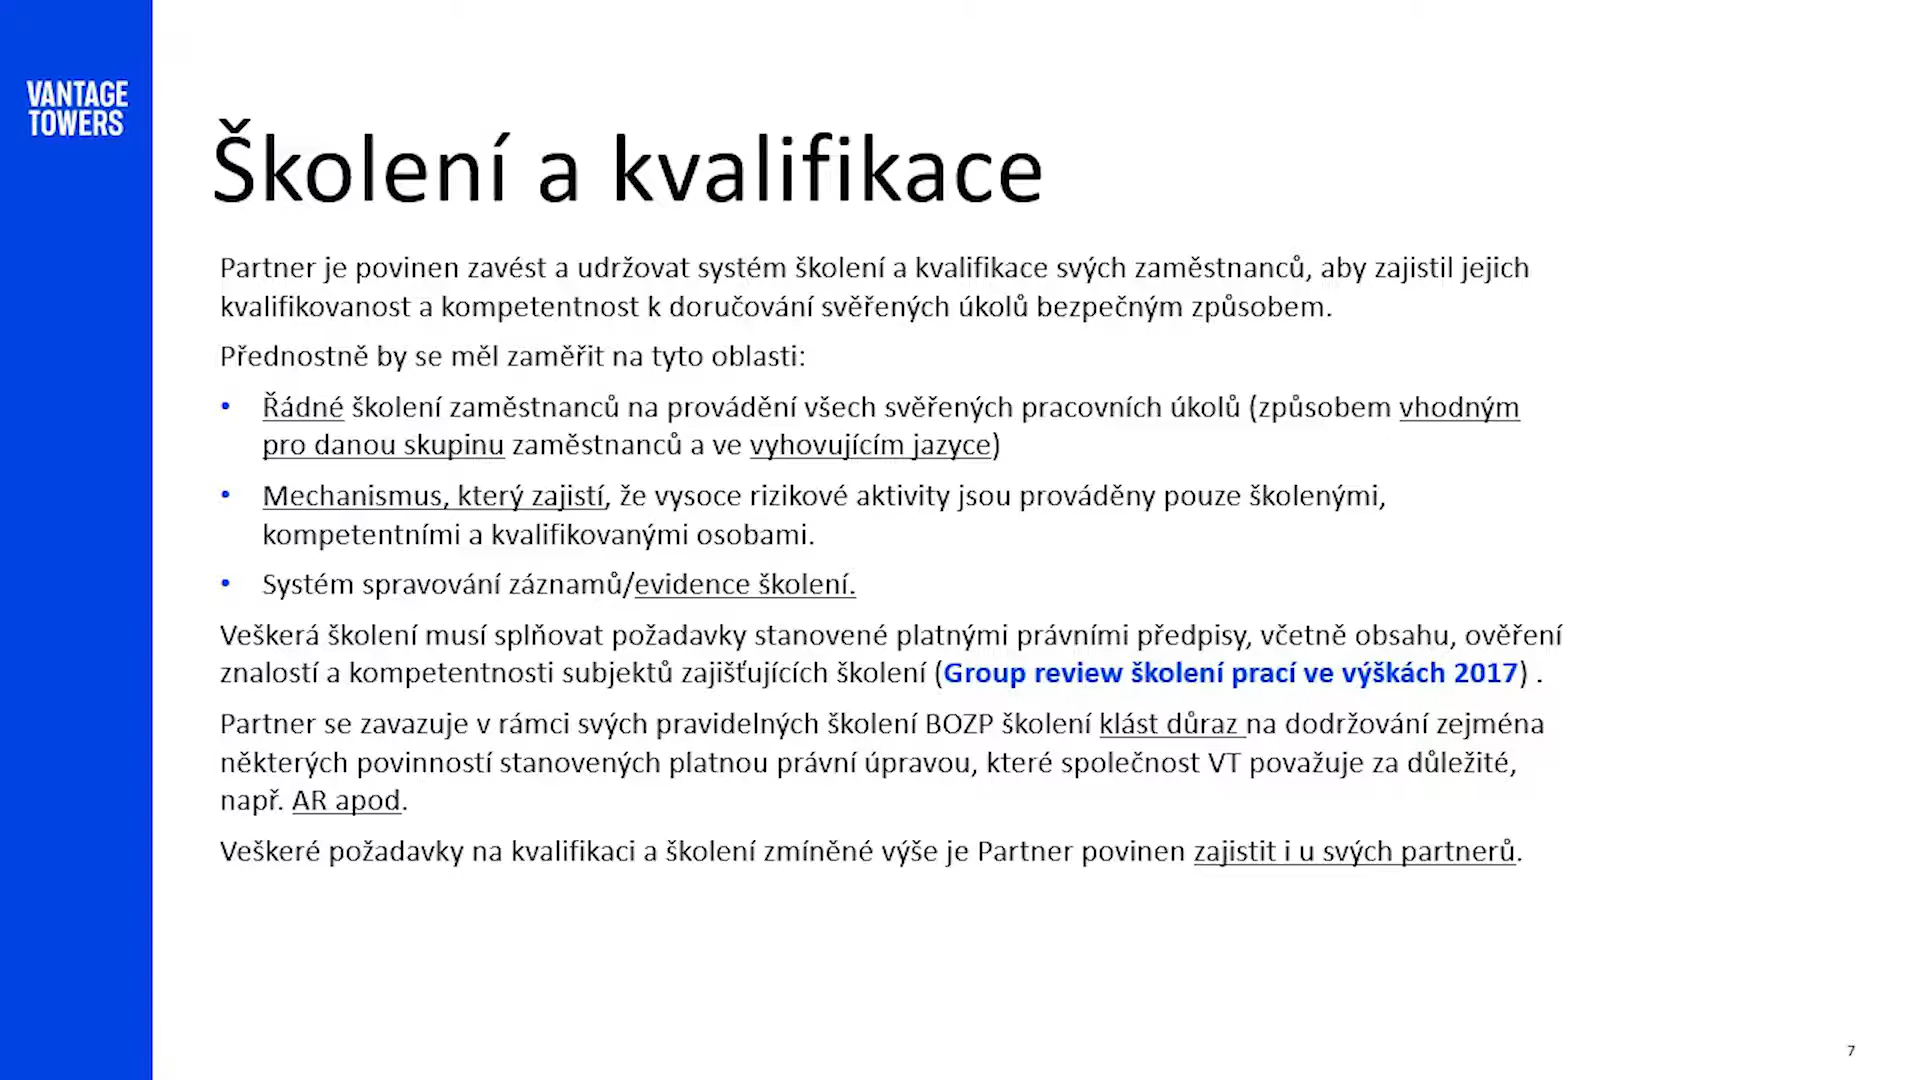 VANTAGE
TOWERS
Školení a kvalifikace
Partner je povinen zavést a udržovat systém školení a kvalifikace svých zaměstnanců, aby zajistil jejich
kvalifikovanost a kompetentnost k doručování svěřených úkolů bezpečným způsobem.
Přednostně by se měl zaměřit na tyto oblasti:
• Řádné školení zaměstnanců na provádění všech svěřených pracovních úkolů (způsobem vhodným
pro danou skupinu zaměstnanců a ve vyhovujícím jazyce)
• Mechanismus, který zajistí, že vysoce rizikové aktivity jsou prováděny pouze školenými,
kompetentními a kvalifikovanými osobami.
• Systém spravování záznamů/evidence školení.
Veškerá školení musí splňovat požadavky stanovené platnými právními předpisy, včetně obsahu, ověření
znalostí a kompetentnosti subjektů zajišťujících školení (Group review školení prací ve výškách 2017) .
Partner se zavazuje v rámci svých pravidelných školení BOZP školení klást důraz na dodržování zejména
některých povinností stanovených platnou právní úpravou, které společnost VT považuje za důležité,
např. AR apod.
Veškeré požadavky na kvalifikaci a školení zmíněné výše je Partner povinen zajistit i u svých partnerů.
7